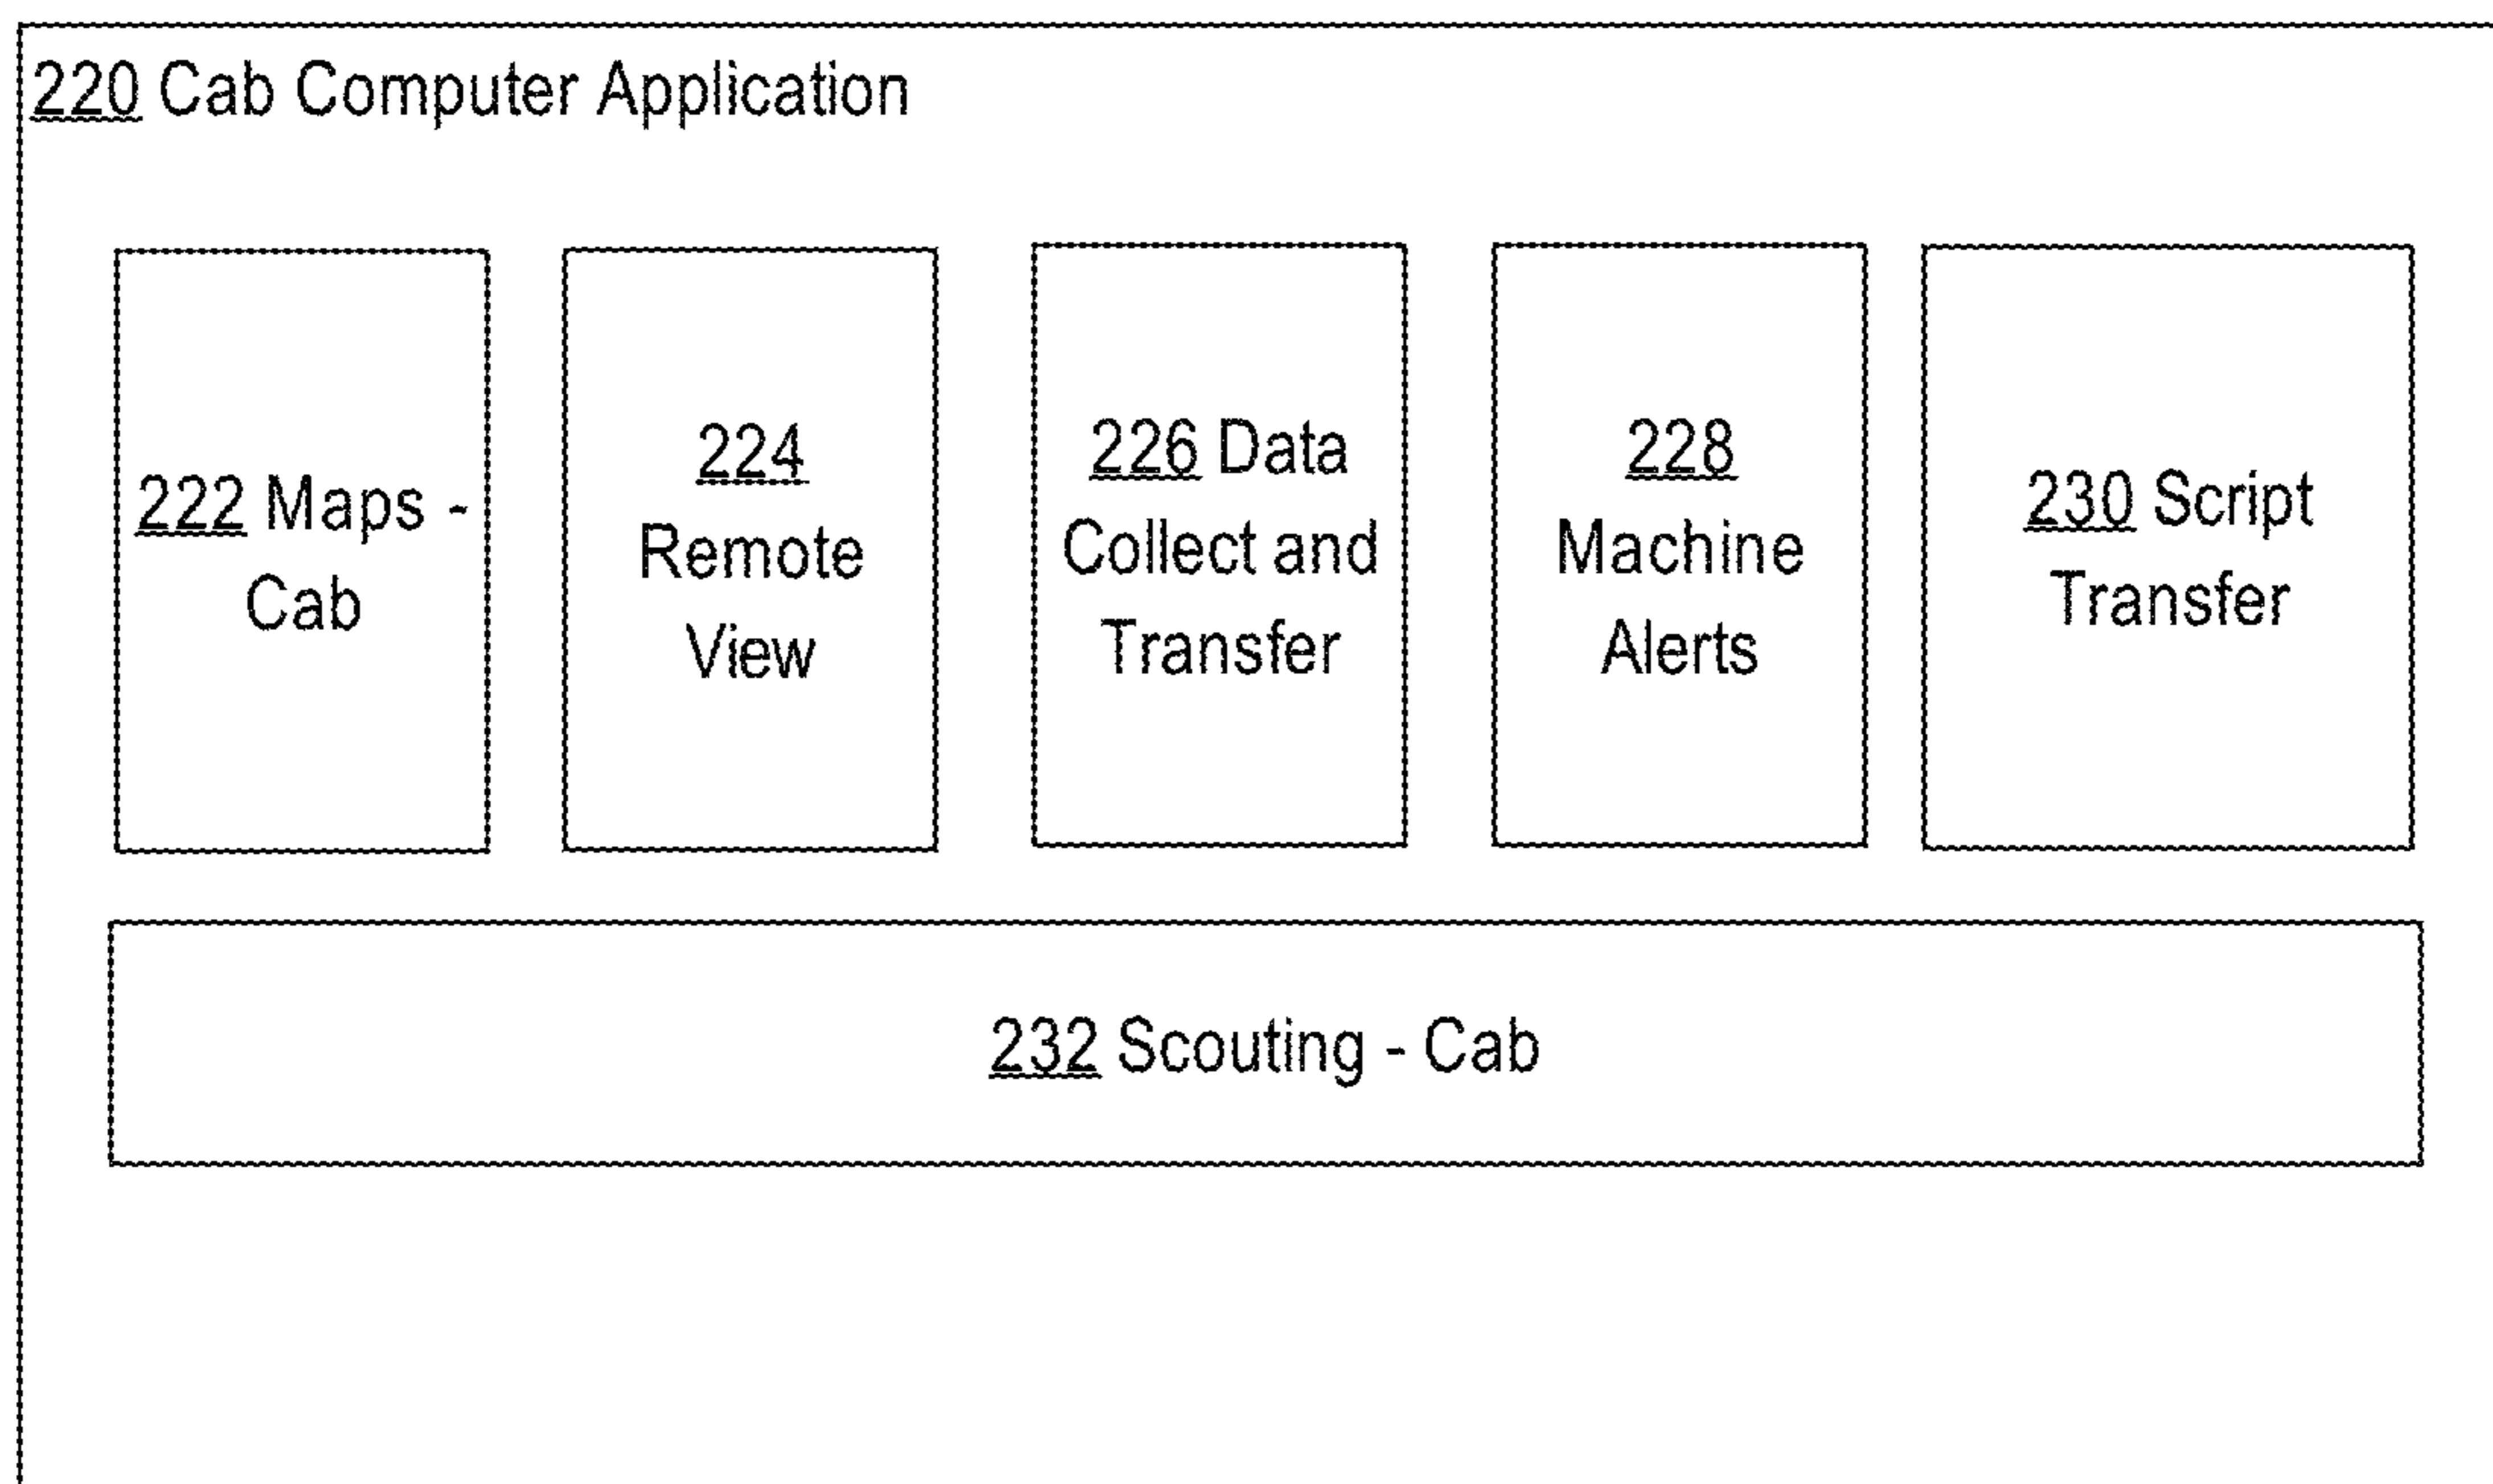 220 Cab Computer Application
222 Maps -
Cab
224
Remote
View
226 Data
Collect and
Transfer
228
Machine
Alerts
230 Script
Transfer
232 Scouting - Cab